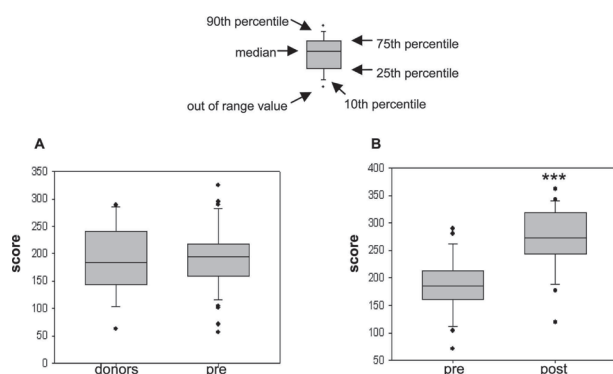 90th percentile
75th percentile
median
25th percentile
out of range value
10th percentile
A
350
300
250
200
150
100
50
0
score
donors pre
B
400
350
300
250
200
150
100
50
score
***
pre post